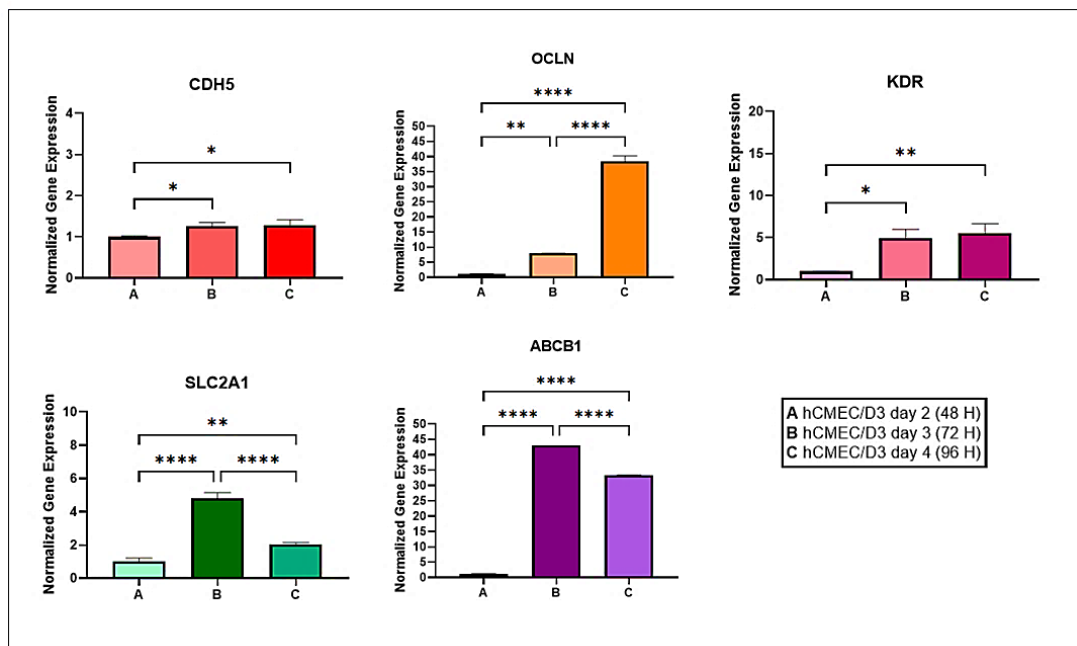 CDH5
Normalized Gene Expression
4
3
2
1
0
*
*
A B C
OCLN
Normalized Gene Expression
50
45
40
35
30
25
20
15
10
5
0
****
** ****
A B C
KDR
Normalized Gene Expression
20
15
10
5
0
**
*
A B C
SLC2A1
Normalized Gene Expression
10
8
6
4
2
0
**
**** ****
A B C
ABCB1
Normalized Gene Expression
50
45
40
35
30
25
20
15
10
5
0
****
**** ****
A B C
A hCMEC/D3 day 2 (48 H)
B hCMEC/D3 day 3 (72 H)
C hCMEC/D3 day 4 (96 H)